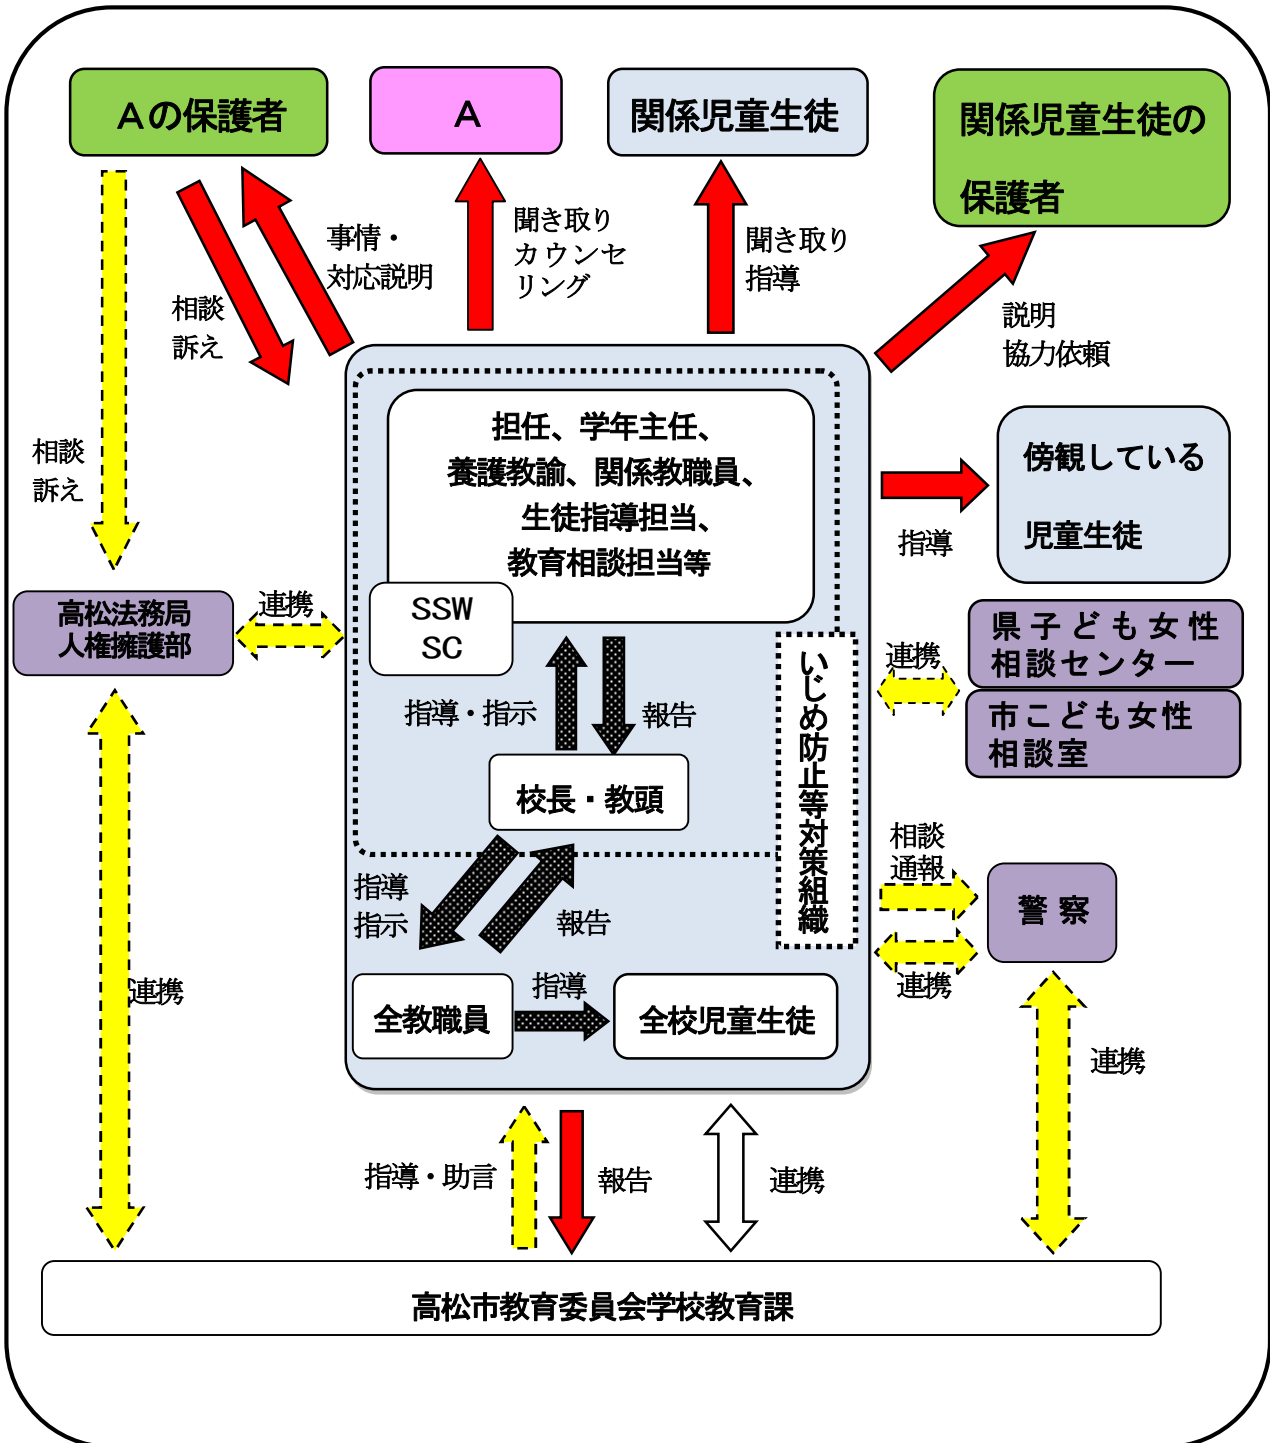 Ａの保護者
Ａ
関係児童生徒
関係児童生徒の
保護者
事情・
対応説明
聞き取り
カウンセ
リング
聞き取り
指導
相談
訴え
説明
協力依頼
相談
訴え
担任、学年主任、
養護教諭、関係教職員、
生徒指導担当、
教育相談担当等
傍観している
児童生徒
指導
SSW
SC
高松法務局
人権擁護部
連携
県子ども女性
相談センター
市こども女性
相談室
連携
いじめ防止等対策組織
指導・指示
報告
校長・教頭
相談
通報
警察
連携
指導
指示
報告
連携
全教職員
指導
全校児童生徒
連携
指導・助言
報告
連携
高松市教育委員会学校教育課